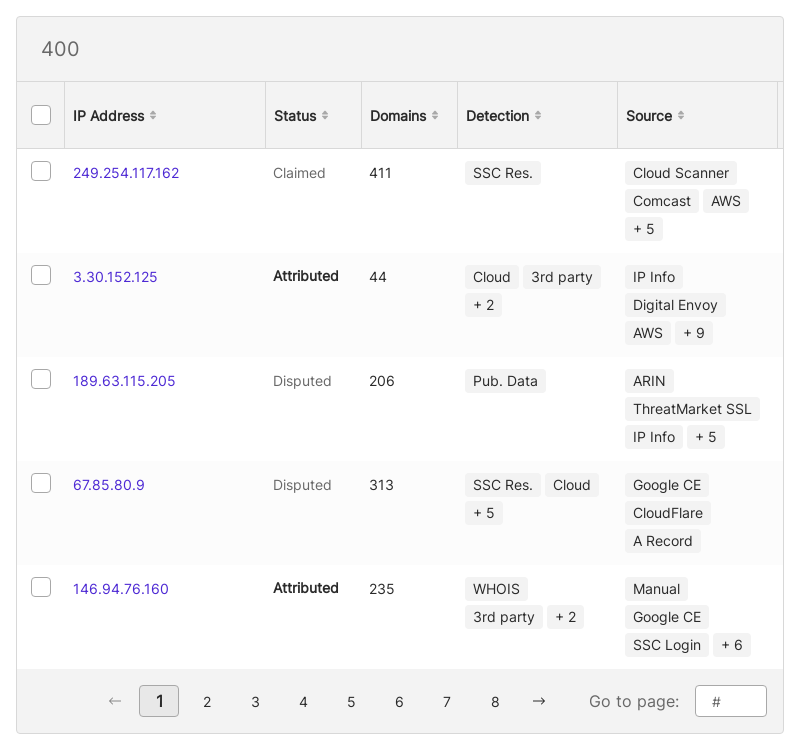 400
IP Address Status Domains Detection Source
249.254.117.162 Claimed 411 SSC Res. Cloud Scanner
Comcast AWS
+ 5
3.30.152.125 Attributed 44 Cloud 3rd party IP Info
+ 2 Digital Envoy
AWS + 9
189.63.115.205 Disputed 206 Pub. Data ARIN
ThreatMarket SSL
IP Info + 5
67.85.80.9 Disputed 313 SSC Res. Cloud Google CE
+ 5 CloudFlare
A Record
146.94.76.160 Attributed 235 WHOIS Manual
3rd party + 2 Google CE
SSC Login + 6
← 1 2 3 4 5 6 7 8 → Go to page: #